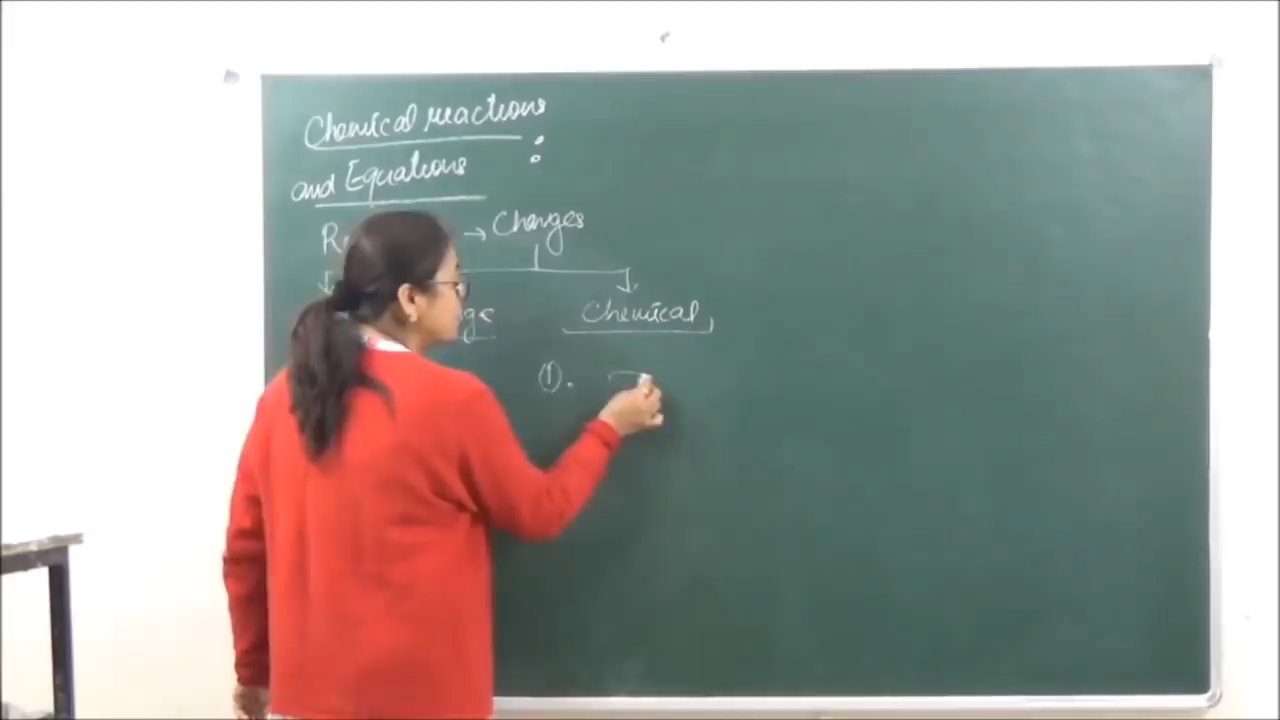 Chemical reactions
and Equations :
→ Changes
Chemical
①.